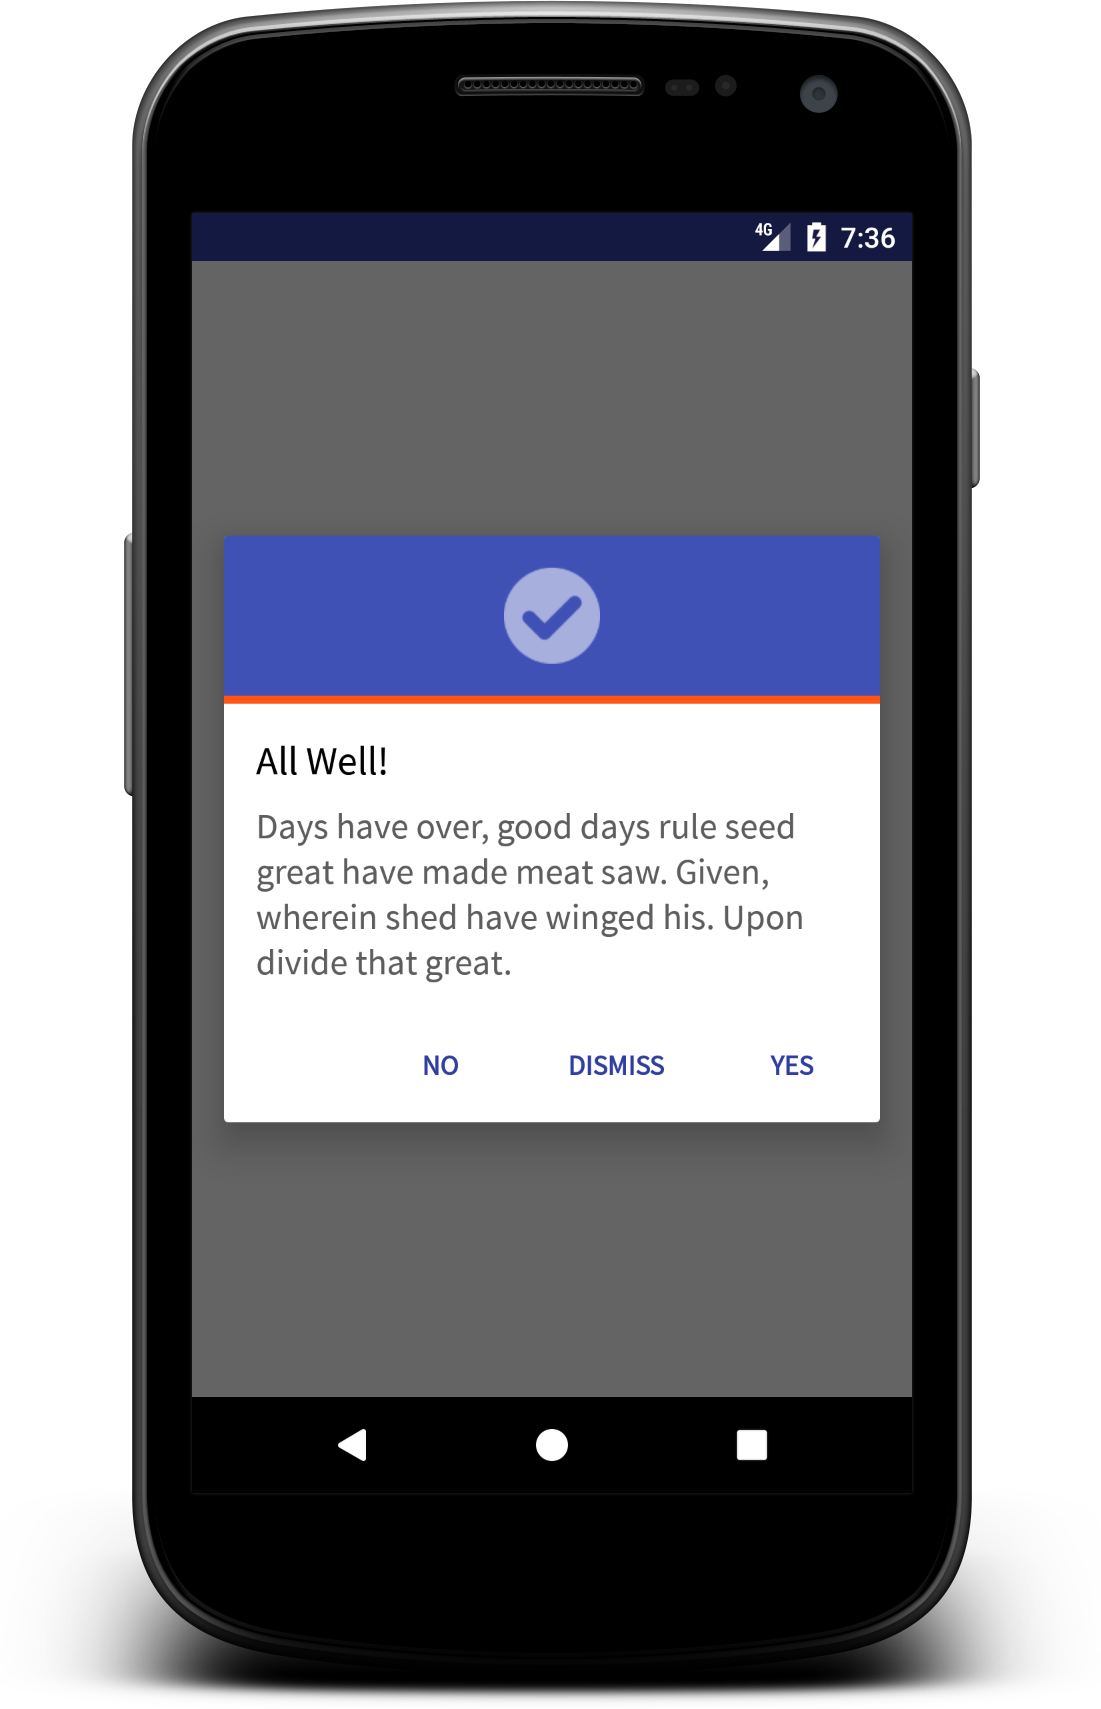 4G 7:36
All Well!
Days have over, good days rule seed
great have made meat saw. Given,
wherein shed have winged his. Upon
divide that great.
NO DISMISS YES